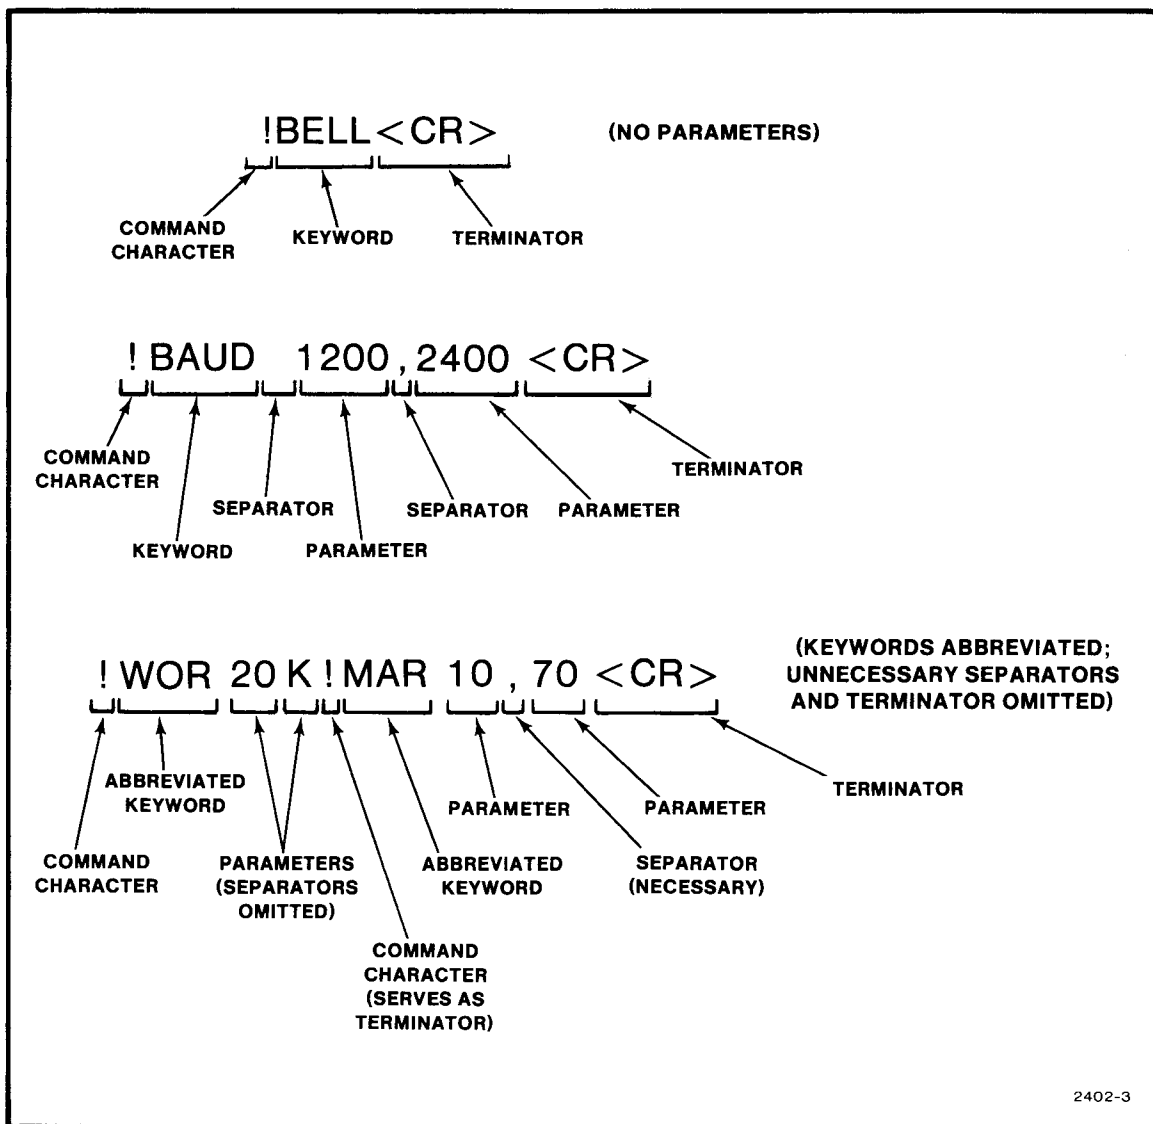 !BELL<CR> (NO PARAMETERS)
COMMAND
CHARACTER
KEYWORD
TERMINATOR
!BAUD 1200,2400 <CR>
COMMAND
CHARACTER
TERMINATOR
SEPARATOR
SEPARATOR
PARAMETER
KEYWORD
PARAMETER
!WOR 20 K!MAR 10,70 <CR>
(KEYWORDS ABBREVIATED;
UNNECESSARY SEPARATORS
AND TERMINATOR OMITTED)
ABBREVIATED
KEYWORD
PARAMETER
PARAMETER
TERMINATOR
COMMAND
CHARACTER
PARAMETERS
(SEPARATORS
OMITTED)
ABBREVIATED
KEYWORD
SEPARATOR
(NECESSARY)
COMMAND
CHARACTER
(SERVES AS
TERMINATOR)
2402-3